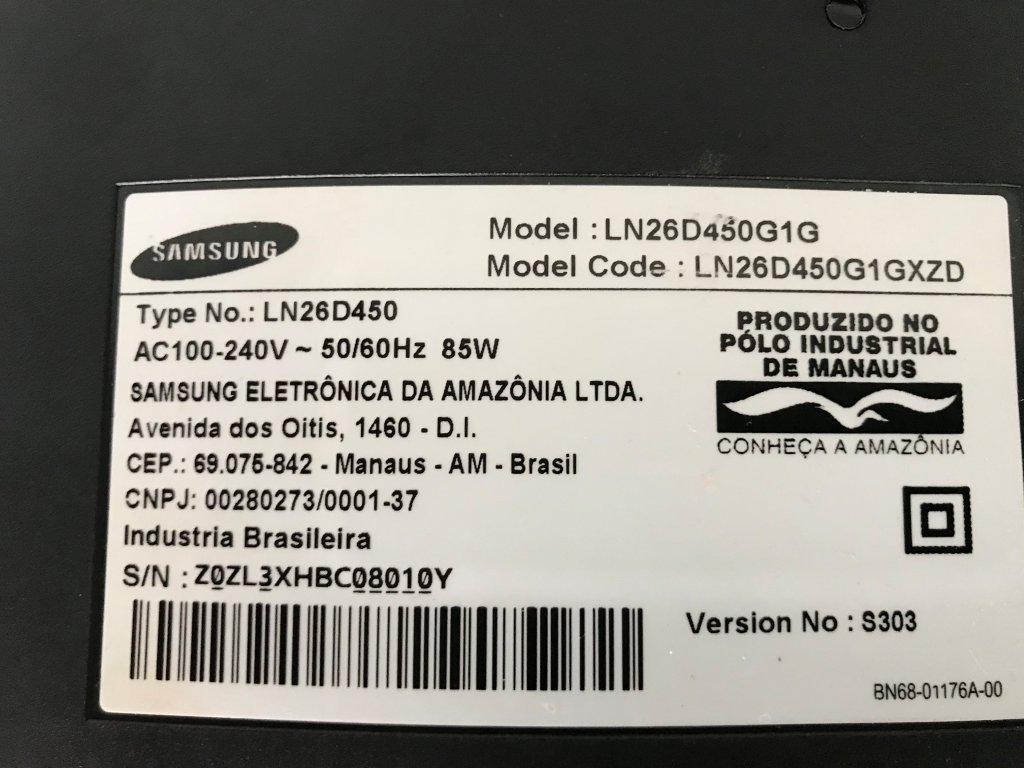 SAMSUNG
Model : LN26D450G1G
Model Code : LN26D450G1GXZD
Type No.: LN26D450
AC100-240V ~ 50/60Hz 85W
SAMSUNG ELETRÔNICA DA AMAZÔNIA LTDA.
Avenida dos Oitis, 1460 - D.I.
CEP.: 69.075-842 - Manaus - AM - Brasil
CNPJ: 00280273/0001-37
Industria Brasileira
S/N : Z0ZL3XHBC08010Y
PRODUZIDO NO
PÓLO INDUSTRIAL
DE MANAUS
CONHEÇA A AMAZÔNIA
Version No : S303
BN68-01176A-00